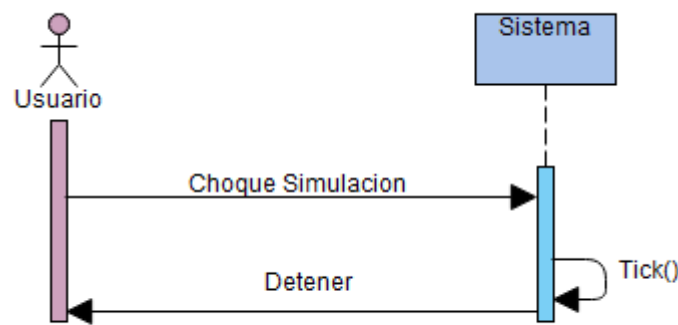 Sistema
Usuario
Choque Simulacion
Tick()
Detener